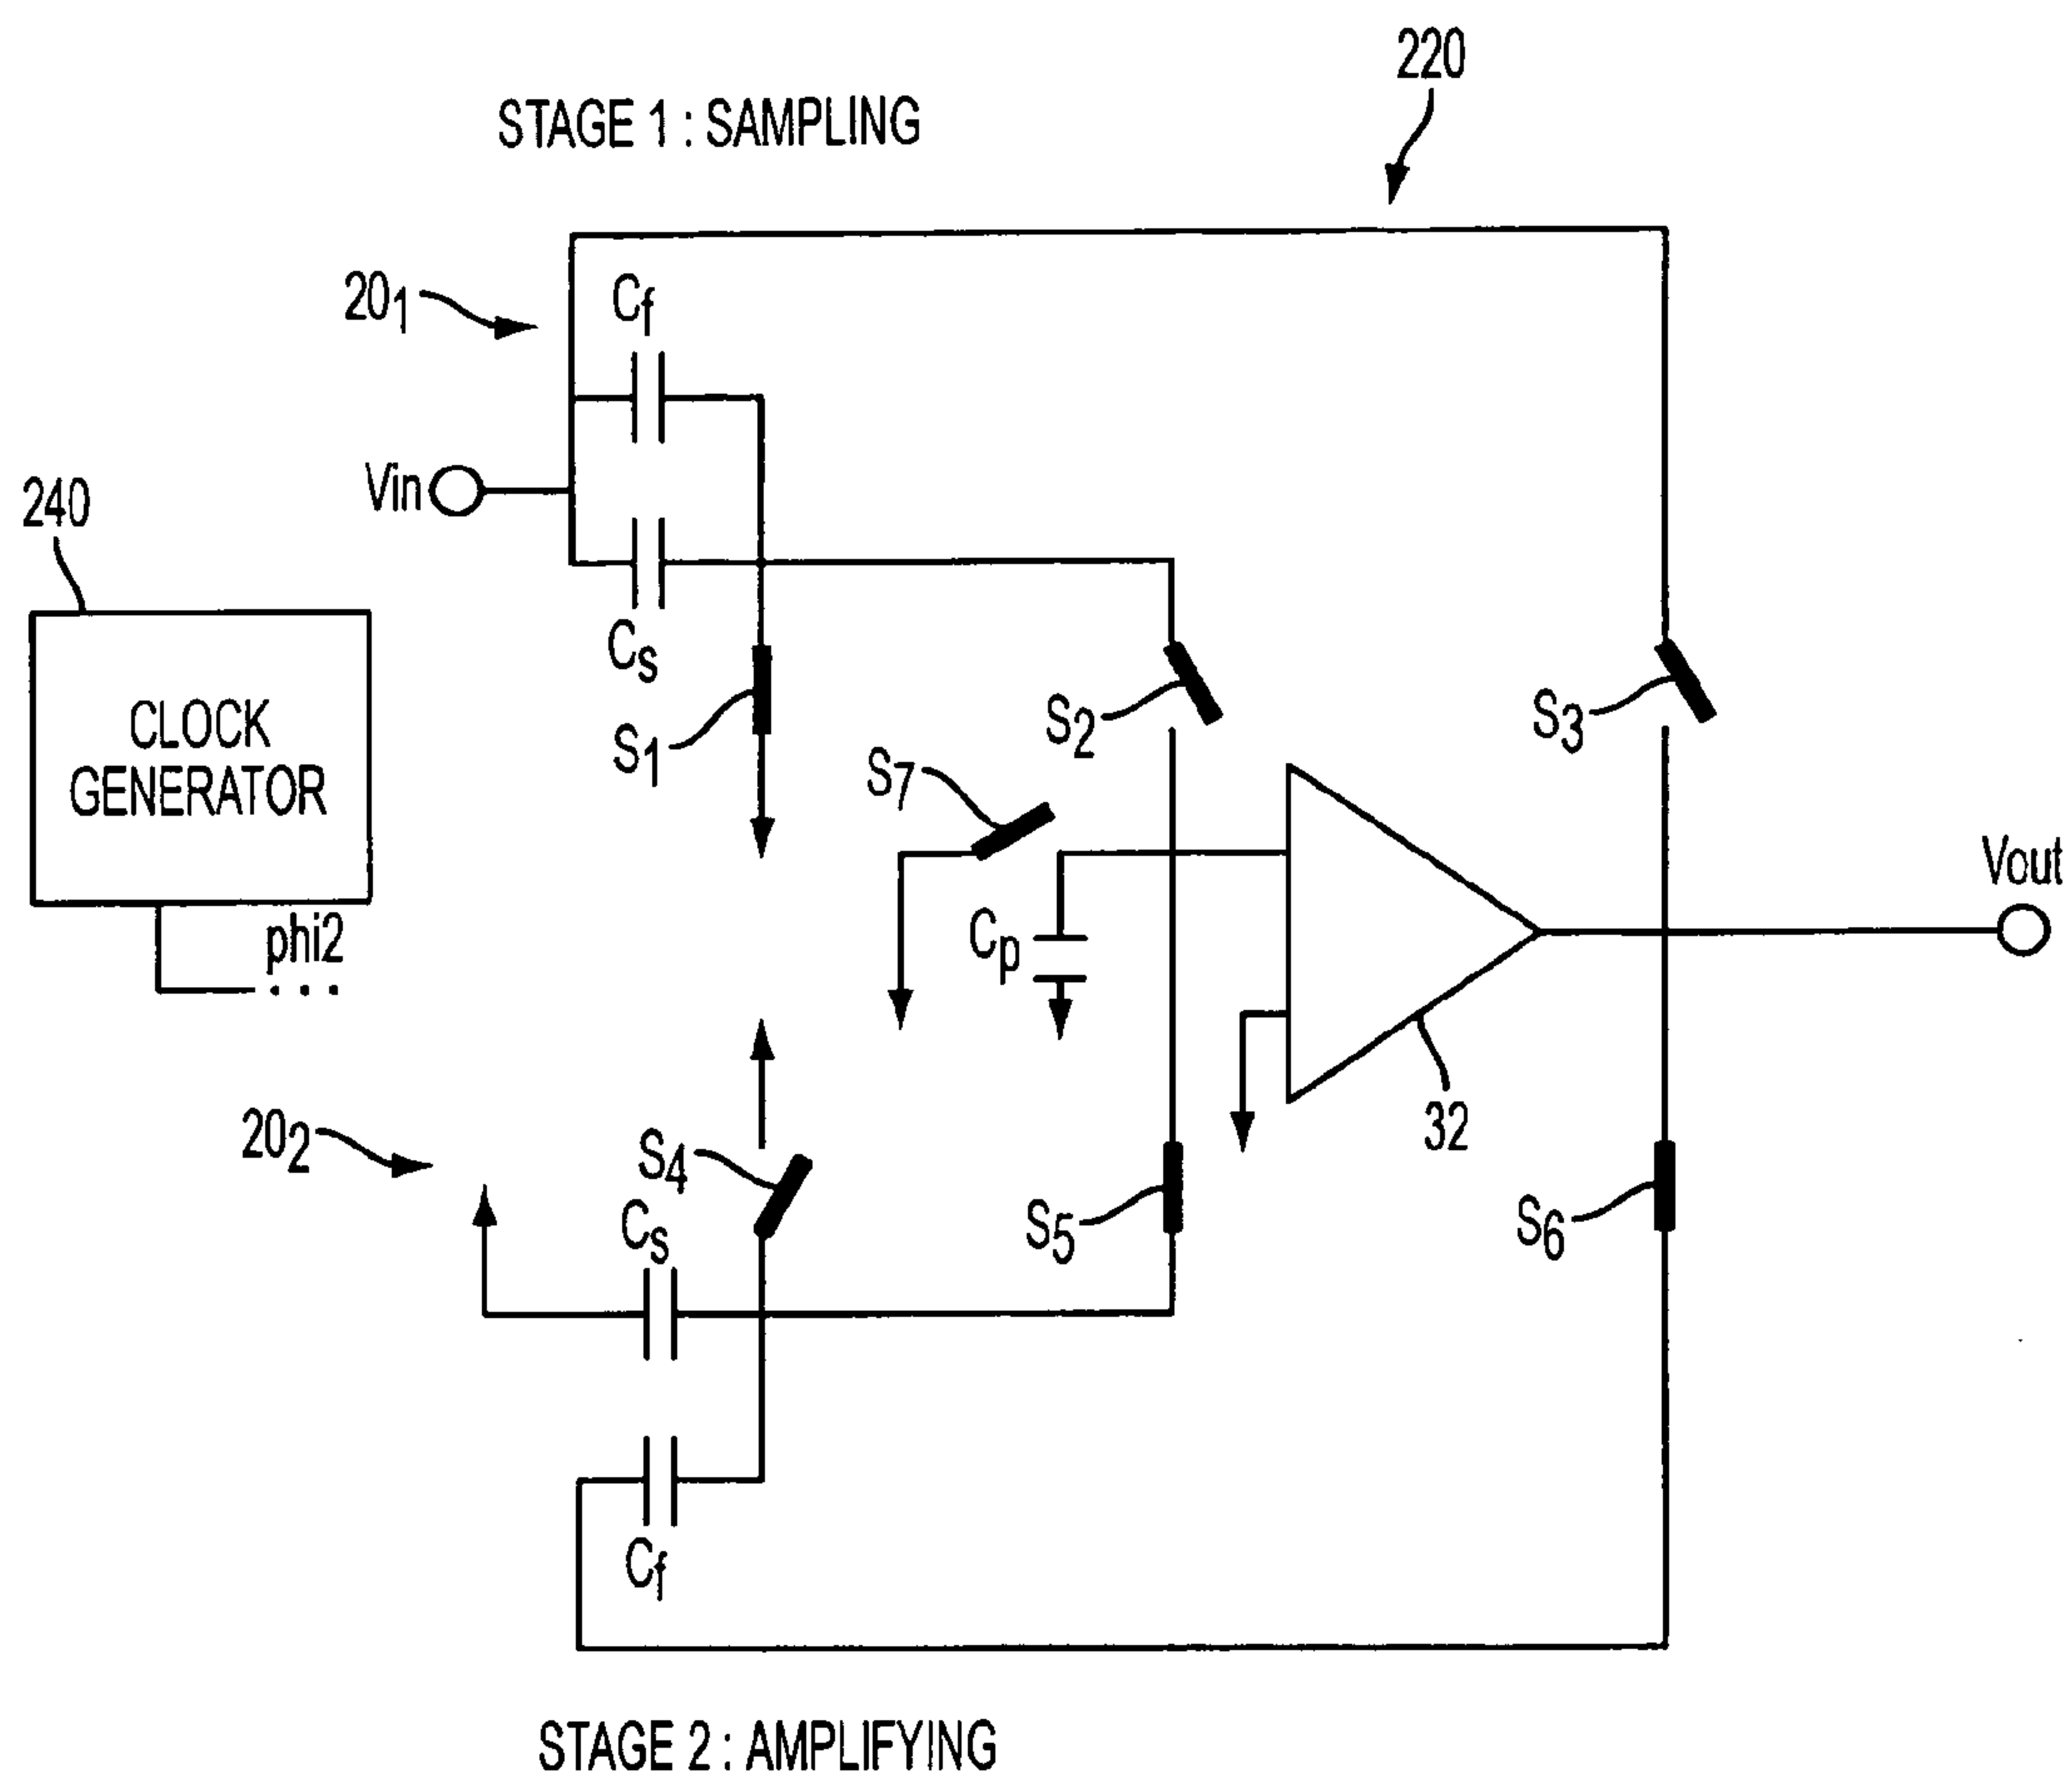 220
STAGE 1 : SAMPLING
20₁
Cf
Vin
240
Cs
CLOCK
GENERATOR
S₁
S₂
S₃
S₇
Vout
phi2
...
Cp
20₂
S₄
32
Cs
S₅
S₆
Cf
STAGE 2 : AMPLIFYING